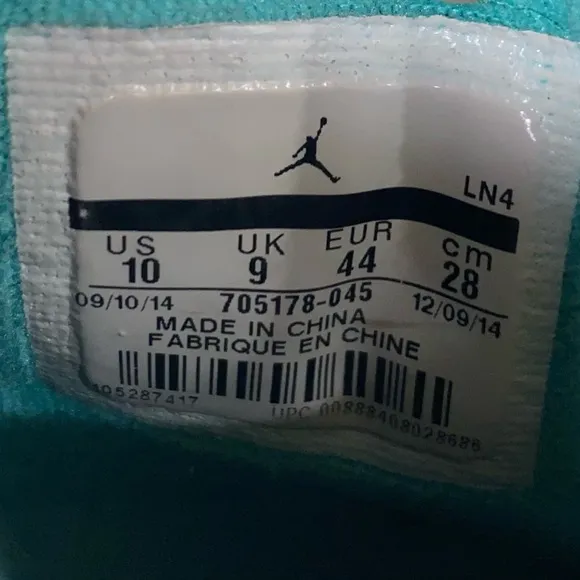 LN4
US UK EUR cm
10 9 44 28
09/10/14 705178-045 12/09/14
MADE IN CHINA
FABRIQUE EN CHINE
UPC